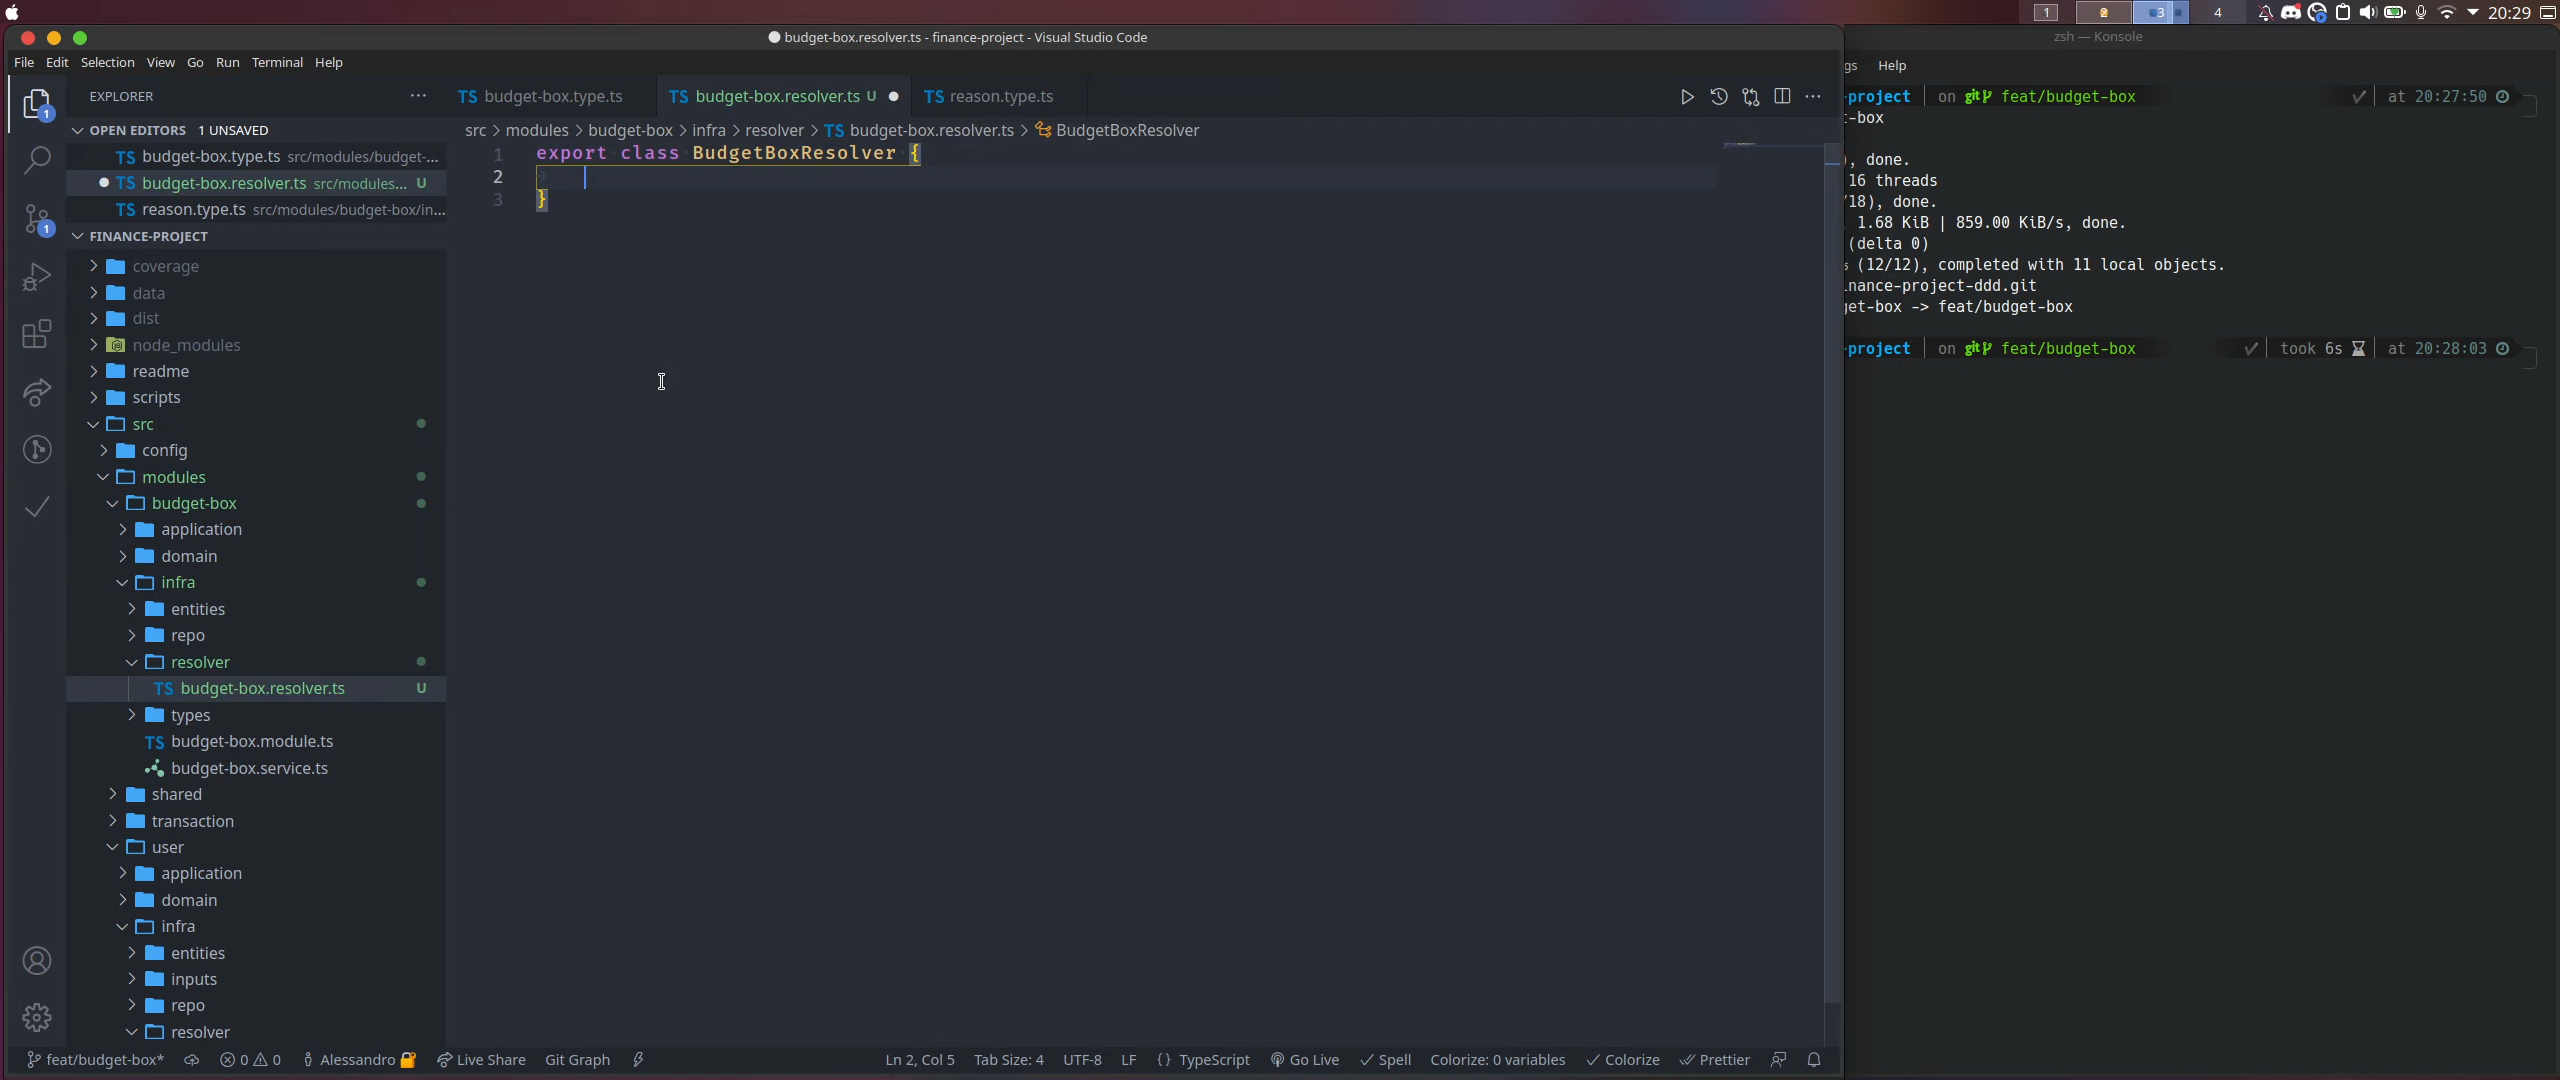 1
2
3
4
20:29
budget-box.resolver.ts - finance-project - Visual Studio Code
zsh — Konsole
File Edit Selection View Go Run Terminal Help
gs Help
EXPLORER
TS budget-box.type.ts
TS budget-box.resolver.ts U
TS reason.type.ts
OPEN EDITORS 1 UNSAVED
TS budget-box.type.ts src/modules/budget-...
TS budget-box.resolver.ts src/modules... U
TS reason.type.ts src/modules/budget-box/in...
src > modules > budget-box > infra > resolver > TS budget-box.resolver.ts > BudgetBoxResolver
1 export class BudgetBoxResolver {
2
3 }
FINANCE-PROJECT
coverage
data
dist
node_modules
readme
scripts
src
config
modules
budget-box
application
domain
infra
entities
repo
resolver
TS budget-box.resolver.ts U
types
TS budget-box.module.ts
budget-box.service.ts
shared
transaction
user
application
domain
infra
entities
inputs
repo
resolver
1
1
-project on git feat/budget-box at 20:27:50
t-box
), done.
16 threads
/18), done.
1.68 KiB | 859.00 KiB/s, done.
(delta 0)
s (12/12), completed with 11 local objects.
inance-project-ddd.git
get-box -> feat/budget-box
-project on git feat/budget-box took 6s at 20:28:03
feat/budget-box* 0 0 Alessandro Live Share Git Graph Ln 2, Col 5 Tab Size: 4 UTF-8 LF {} TypeScript Go Live Spell Colorize: 0 variables Colorize Prettier